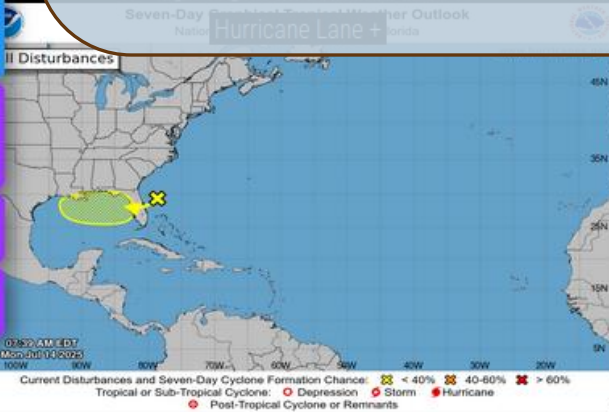 Seven-Day Graphical Tropical Weather Outlook
Hurricane Lane +
ll Disturbances
45N
35N
25N
15N
5N
07:39 AM EDT
Mon Jul 14 2025
100W 90W 80W 70W 60W 50W 40W 30W 20W
Current Disturbances and Seven-Day Cyclone Formation Chance: < 40% 40-60% > 60%
Tropical or Sub-Tropical Cyclone: Depression Storm Hurricane
Post-Tropical Cyclone or Remnants